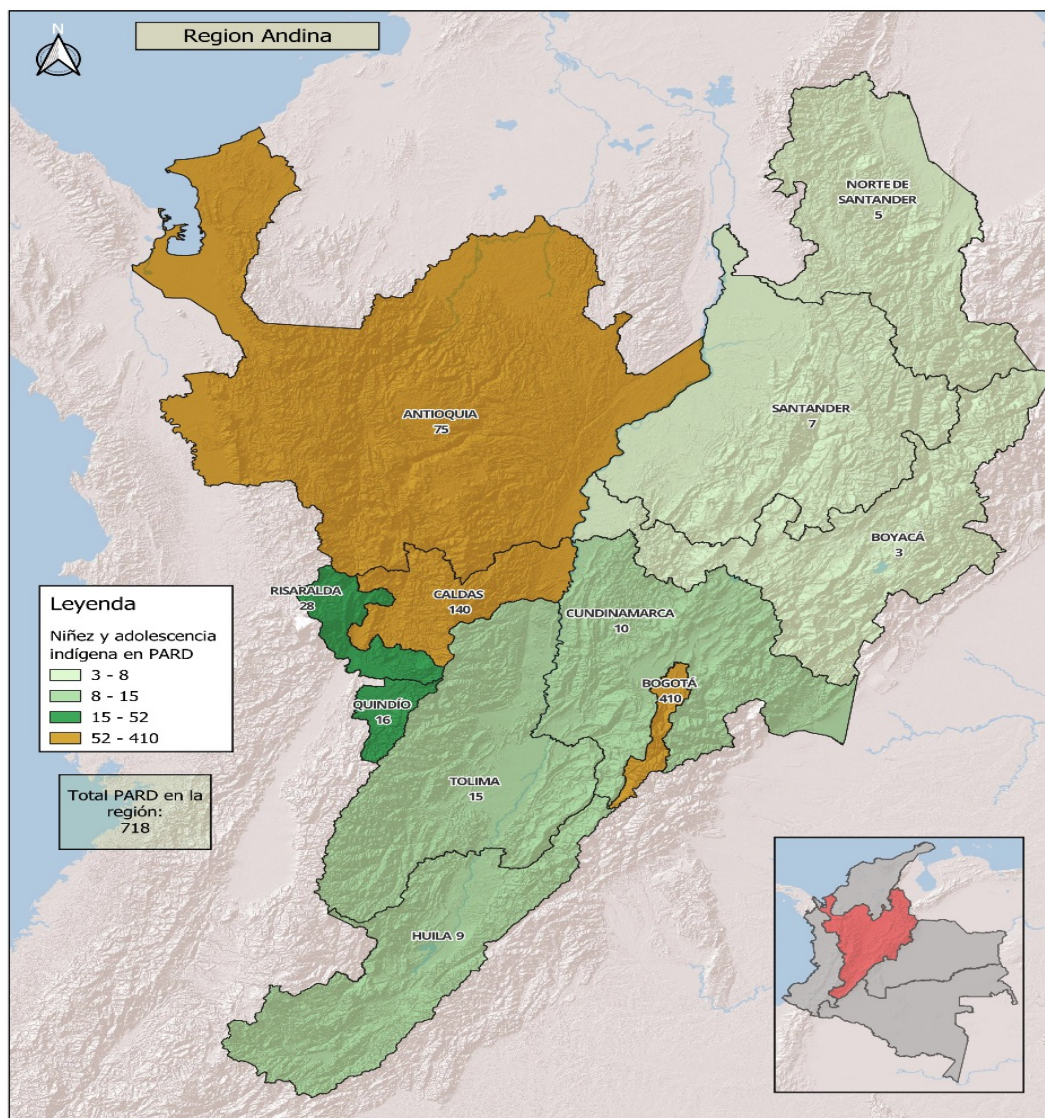 N
Region Andina
NORTE DE
SANTANDER
5
ANTIOQUIA
75
SANTANDER
7
BOYACÁ
3
RISARALDA
28
CALDAS
140
CUNDINAMARCA
10
BOGOTÁ
410
QUINDÍO
16
TOLIMA
15
HUILA 9
Leyenda
Niñez y adolescencia
indígena en PARD
3 - 8
8 - 15
15 - 52
52 - 410
Total PARD en la
región:
718